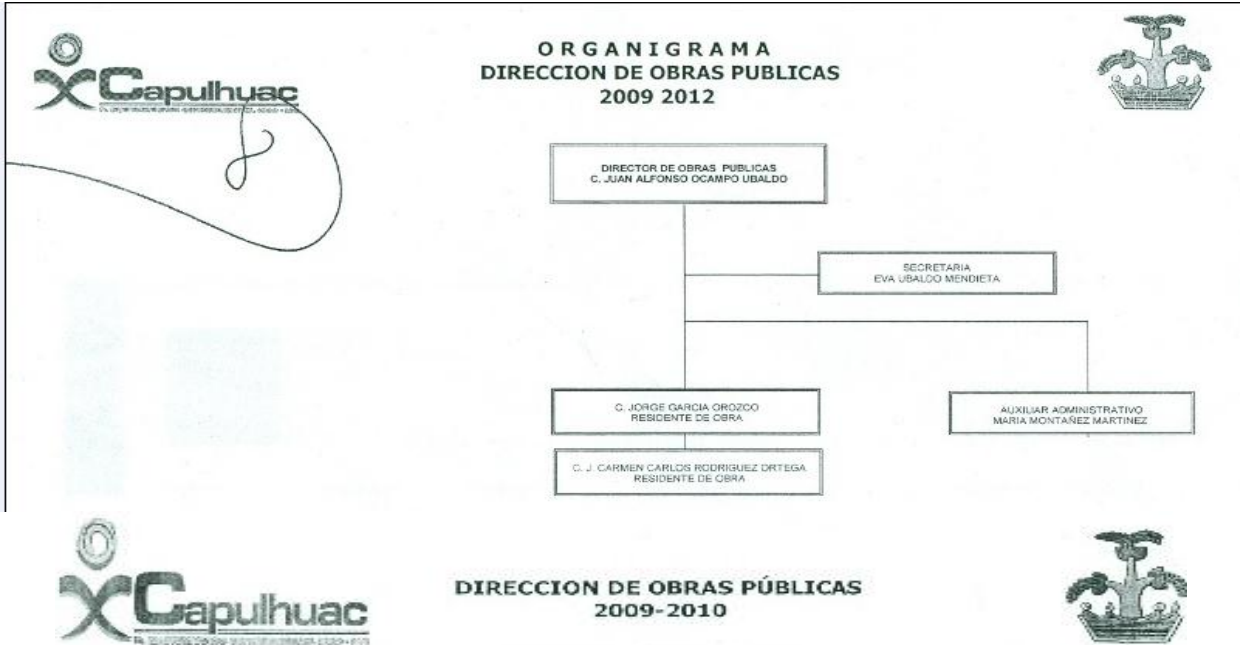 Capulhuac
O R G A N I G R A M A
DIRECCION DE OBRAS PUBLICAS
2009 2012
DIRECTOR DE OBRAS PUBLICAS
C. JUAN ALFONSO OCAMPO UBALDO
SECRETARIA
EVA UBALDO MENDIETA
C. JORGE GARCIA OROZCO
RESIDENTE DE OBRA
AUXILIAR ADMINISTRATIVO
MARIA MONTAÑEZ MARTINEZ
C. J. CARMEN CARLOS RODRIGUEZ ORTEGA
RESIDENTE DE OBRA
Capulhuac
DIRECCION DE OBRAS PÚBLICAS
2009-2010